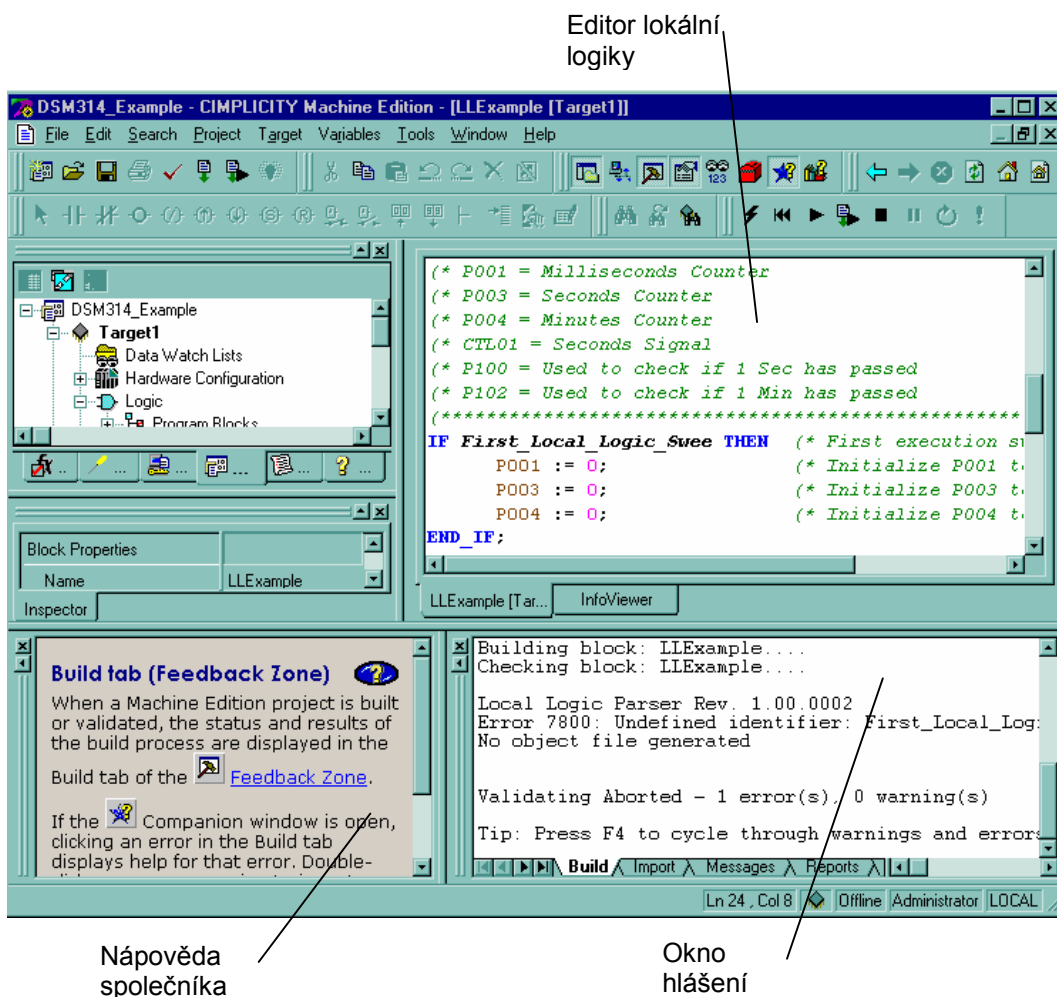 Editor lokální
logiky
DSM314_Example - CIMPLICITY Machine Edition - [LLExample [Target1]]
File Edit Search Project Target Variables Tools Window Help
DSM314_Example
Target1
Data Watch Lists
Hardware Configuration
Logic
Program Blocks
Block Properties
Name LLExample
Inspector
(* P001 = Milliseconds Counter
(* P003 = Seconds Counter
(* P004 = Minutes Counter
(* CTL01 = Seconds Signal
(* P100 = Used to check if 1 Sec has passed
(* P102 = Used to check if 1 Min has passed
(***************************************************
IF First_Local_Logic_Swee THEN (* First execution sw
P001 := 0; (* Initialize P001 t
P003 := 0; (* Initialize P003 t
P004 := 0; (* Initialize P004 t
END_IF;
LLExample [Tar... InfoViewer
Build tab (Feedback Zone)
When a Machine Edition project is built
or validated, the status and results of
the build process are displayed in the
Build tab of the Feedback Zone.
If the Companion window is open,
clicking an error in the Build tab
displays help for that error. Double-
Building block: LLExample....
Checking block: LLExample....
Local Logic Parser Rev. 1.00.0002
Error 7800: Undefined identifier: First_Local_Logi
No object file generated
Validating Aborted - 1 error(s), 0 warning(s)
Tip: Press F4 to cycle through warnings and errors
Build Import Messages Reports
Ln 24 , Col 8 Offline Administrator LOCAL
Nápověda
společníka
Okno
hlášení